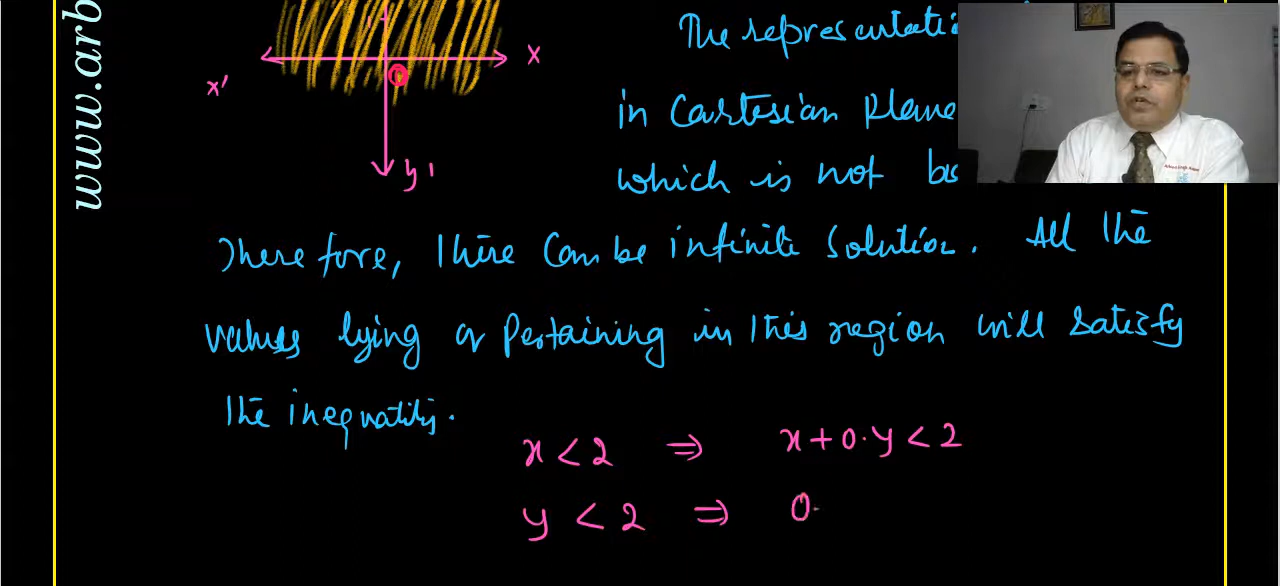 www.arb
X
x'
y'
The representati
in Cartesian plane
which is not
Therefore, There can be infinite solution. All the
values lying or Pertaining in this region will satisfy
the inequality.
x < 2 ⇒ x + 0.y < 2
y < 2 ⇒ 0.